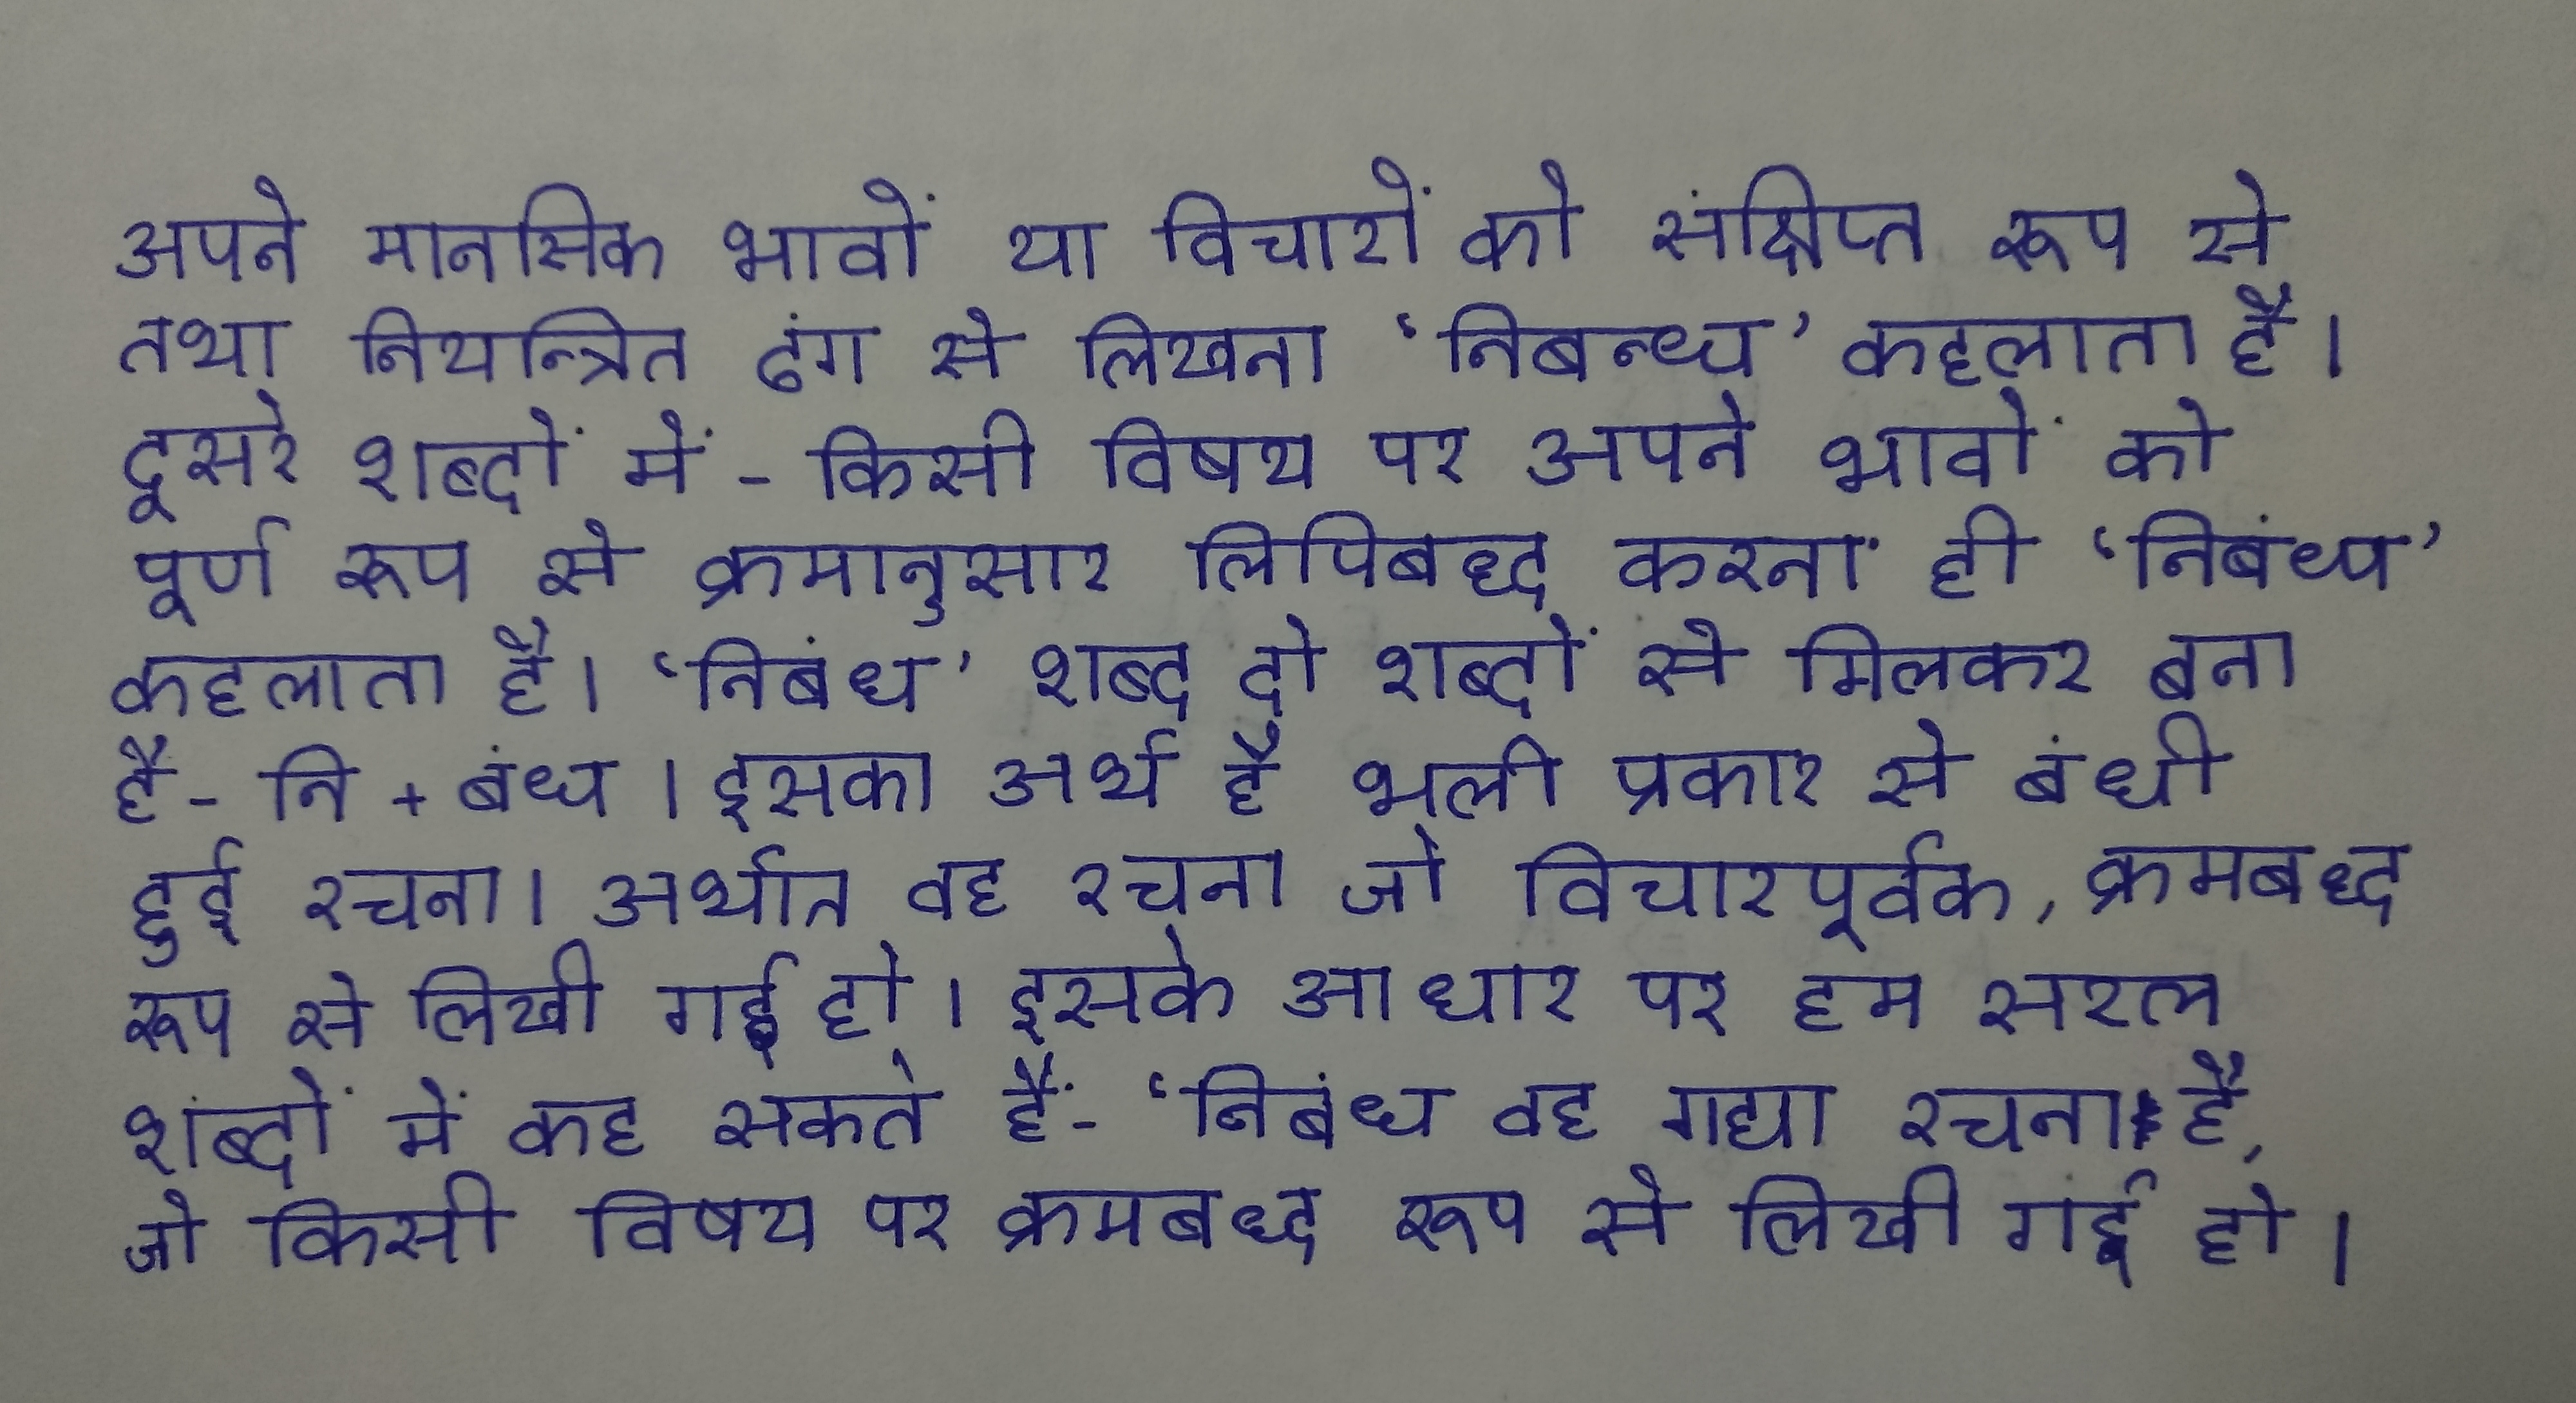 अपने मानसिक भावों या विचारों को संक्षिप्त रूप से
तथा नियन्त्रित ढंग से लिखना 'निबन्ध' कहलाता है।
दूसरे शब्दों में - किसी विषय पर अपने भावों को
पूर्ण रूप से क्रमानुसार लिपिबद्ध करना ही 'निबंध'
कहलाता है। 'निबंध' शब्द दो शब्दों से मिलकर बना
है - नि + बंध । इसका अर्थ है भली प्रकार से बंधी
हुई रचना। अर्थात वह रचना जो विचारपूर्वक, क्रमबद्ध
रूप से लिखी गई हो। इसके आधार पर हम सरल
शंब्दों में कह सकते हैं - 'निबंध वह गद्या रचना है,
जो किसी विषय पर क्रमबद्ध रूप से लिखी गई हो।